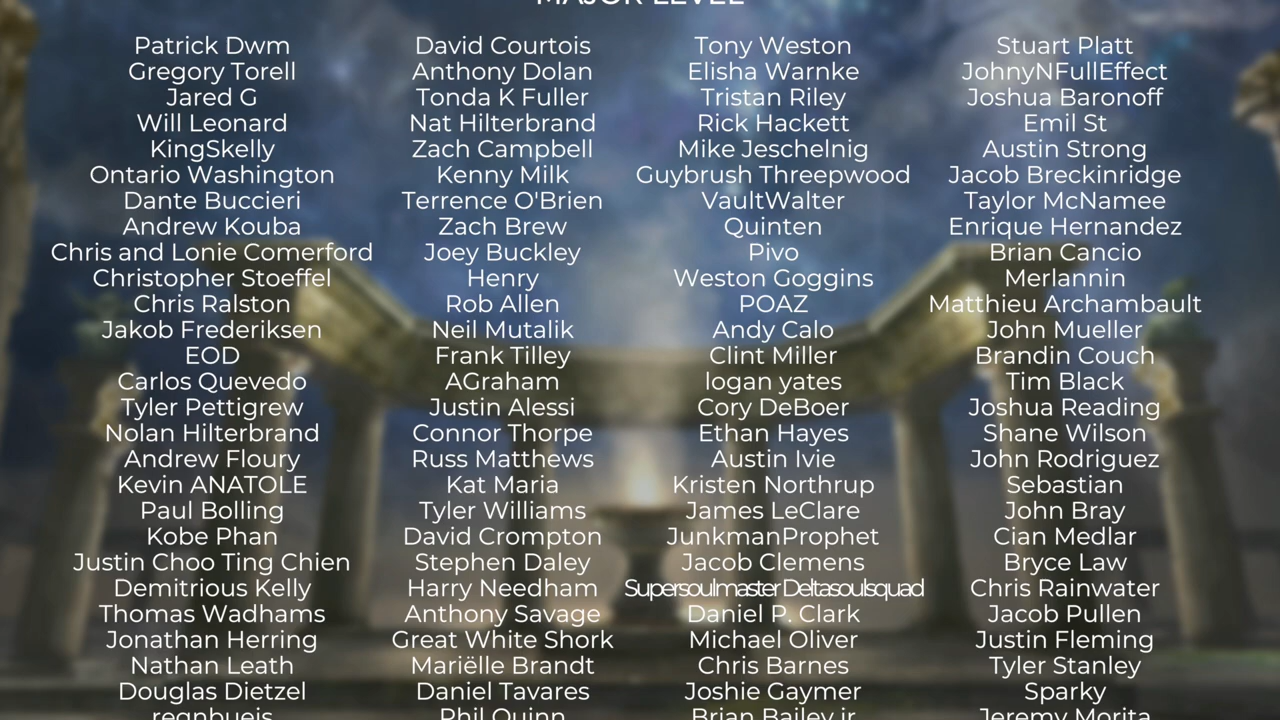 MAJOR LEVEL
Patrick Dwm
Gregory Torell
Jared G
Will Leonard
KingSkelly
Ontario Washington
Dante Buccieri
Andrew Kouba
Chris and Lonie Comerford
Christopher Stoeffel
Chris Ralston
Jakob Frederiksen
EOD
Carlos Quevedo
Tyler Pettigrew
Nolan Hilterbrand
Andrew Floury
Kevin ANATOLE
Paul Bolling
Kobe Phan
Justin Choo Ting Chien
Demitrious Kelly
Thomas Wadhams
Jonathan Herring
Nathan Leath
Douglas Dietzel
David Courtois
Anthony Dolan
Tonda K Fuller
Nat Hilterbrand
Zach Campbell
Kenny Milk
Terrence O'Brien
Zach Brew
Joey Buckley
Henry
Rob Allen
Neil Mutalik
Frank Tilley
AGraham
Justin Alessi
Connor Thorpe
Russ Matthews
Kat Maria
Tyler Williams
David Crompton
Stephen Daley
Harry Needham
Anthony Savage
Great White Shork
Mariëlle Brandt
Daniel Tavares
Phil Quinn
Tony Weston
Elisha Warnke
Tristan Riley
Rick Hackett
Mike Jeschelnig
Guybrush Threepwood
VaultWalter
Quinten
Pivo
Weston Goggins
POAZ
Andy Calo
Clint Miller
logan yates
Cory DeBoer
Ethan Hayes
Austin Ivie
Kristen Northrup
James LeClare
JunkmanProphet
Jacob Clemens
Supersoulmaster Deltasoulsquad
Daniel P. Clark
Michael Oliver
Chris Barnes
Joshie Gaymer
Brian Bailey jr
Stuart Platt
JohnyNFullEffect
Joshua Baronoff
Emil St
Austin Strong
Jacob Breckinridge
Taylor McNamee
Enrique Hernandez
Brian Cancio
Merlannin
Matthieu Archambault
John Mueller
Brandin Couch
Tim Black
Joshua Reading
Shane Wilson
John Rodriguez
Sebastian
John Bray
Cian Medlar
Bryce Law
Chris Rainwater
Jacob Pullen
Justin Fleming
Tyler Stanley
Sparky
Jeremy Morita